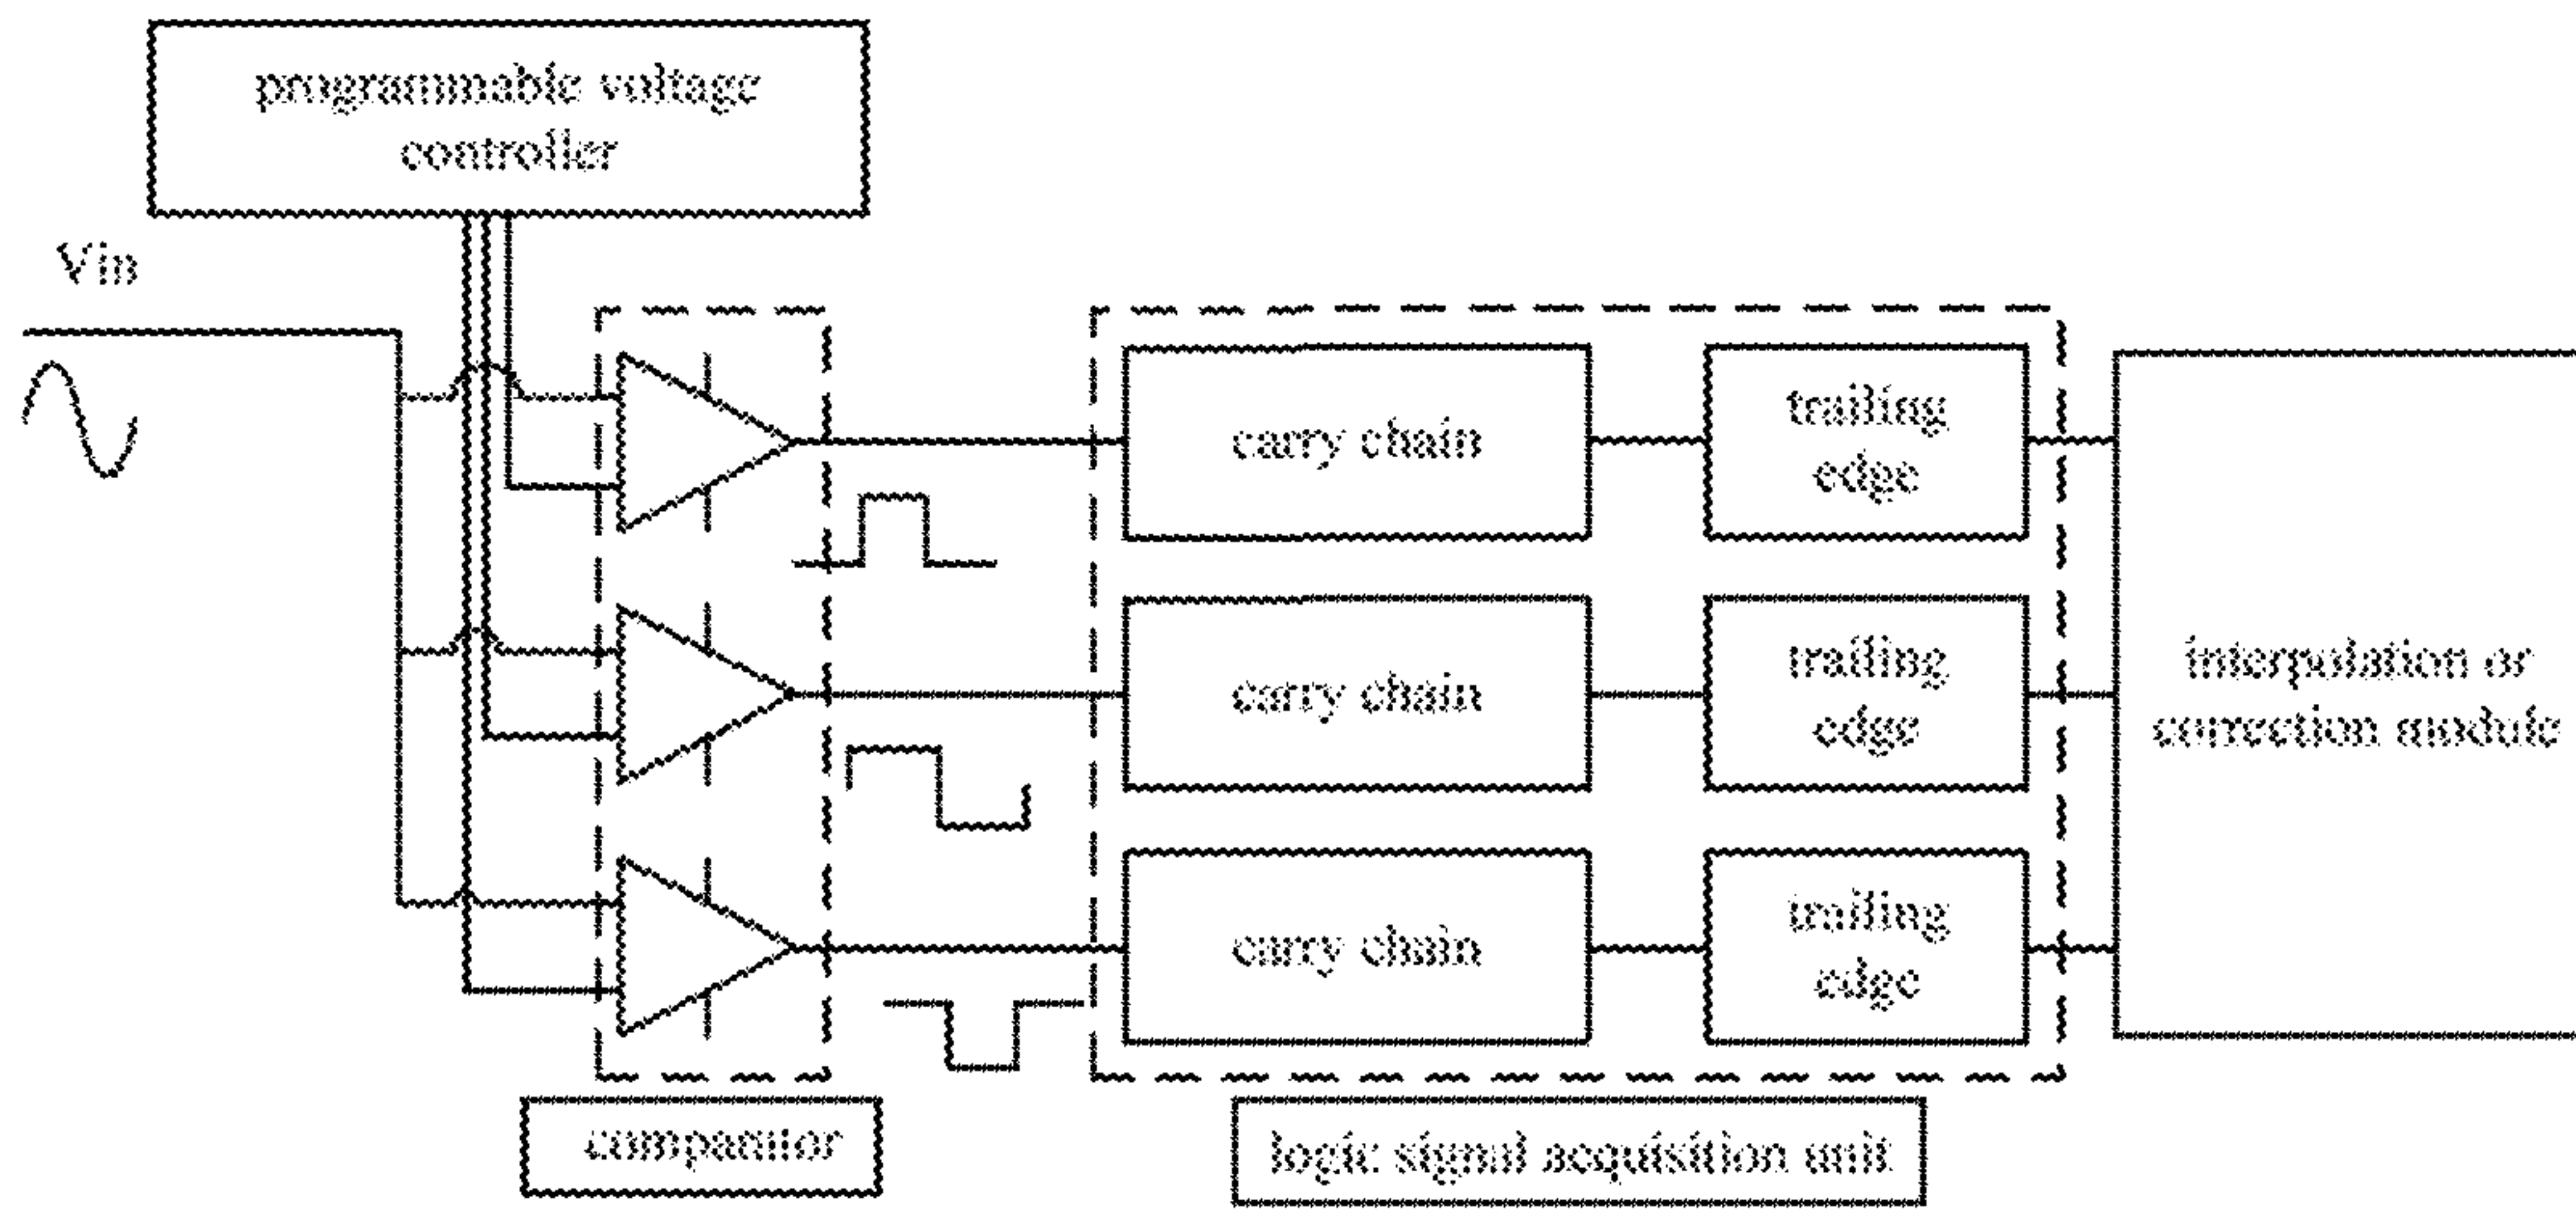 programmable voltage
controller
Vin
carry chain
trailing
edge
carry chain
trailing
edge
interpolation or
correction module
carry chain
trailing
edge
comparator
logic signal acquisition unit